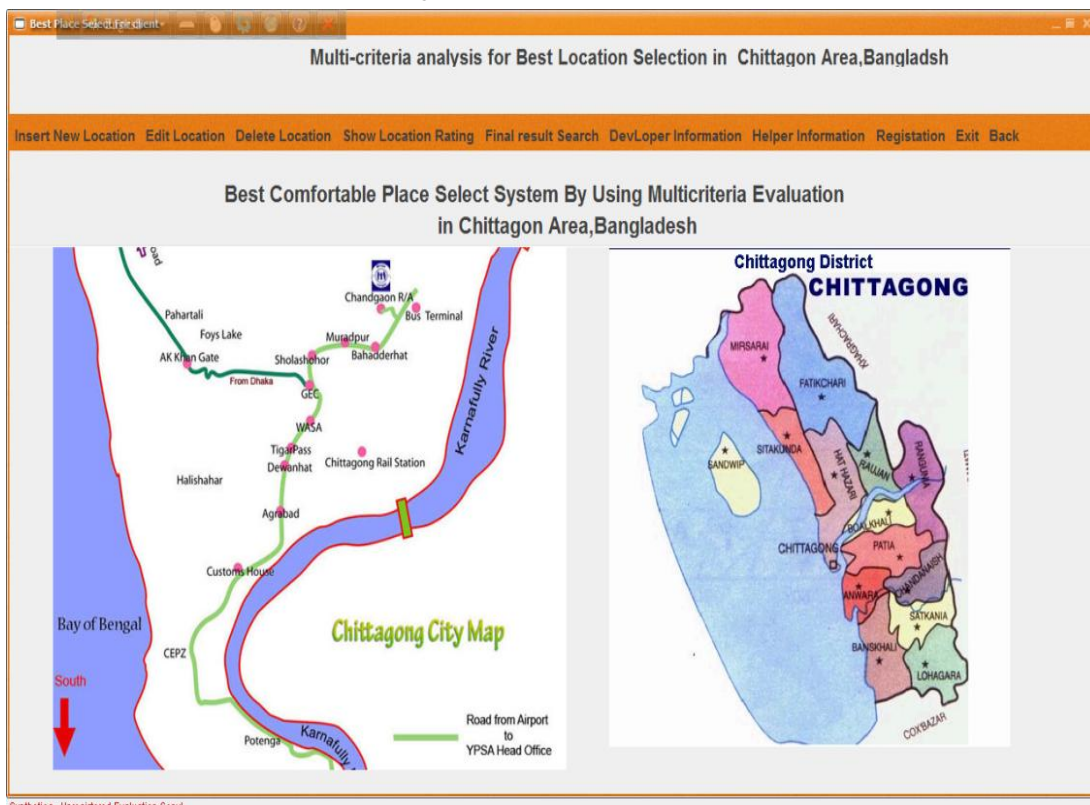 Best Place Select For client
Multi-criteria analysis for Best Location Selection in Chittagon Area,Bangladsh
Insert New Location Edit Location Delete Location Show Location Rating Final result Search DevLoper Information Helper Information Registation Exit Back
Best Comfortable Place Select System By Using Multicriteria Evaluation
in Chittagon Area,Bangladesh
Road
Pahartali
Foys Lake
AK Khan Gate
From Dhaka
Chandgaon R/A
Bus Terminal
Muradpur
Bahadderhat
Sholashohor
GEC
WASA
TigarPass
Dewanhat
Chittagong Rail Station
Halishahar
Agrabad
Customs House
Karnafully River
Bay of Bengal
CEPZ
Chittagong City Map
South
Potenga
Karnafully
Road from Airport
to
YPSA Head Office
Chittagong District
CHITTAGONG
MIRSARAI
KHAGRACHARI
FATIKCHARI
SITAKUNDA
SANDWIP
HAT HAZARI
RAUJAN
RANGUNIA
BOALKHALI
CHITTAGONG
PATIA
CHANDANAISH
ANWARA
SATKANIA
BANSKHALI
LOHAGARA
COX'BAZAR